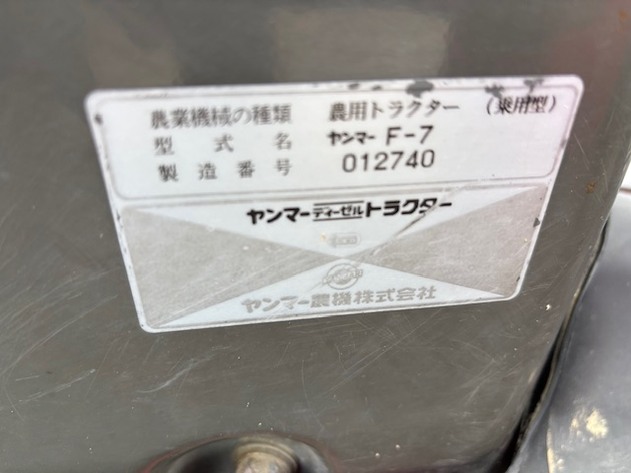 農業機械の種類 農用トラクター (乗用型)
型式名 ヤンマー F-7
製造番号 012740
ヤンマーディーゼルトラクター
ヤンマー農機株式会社